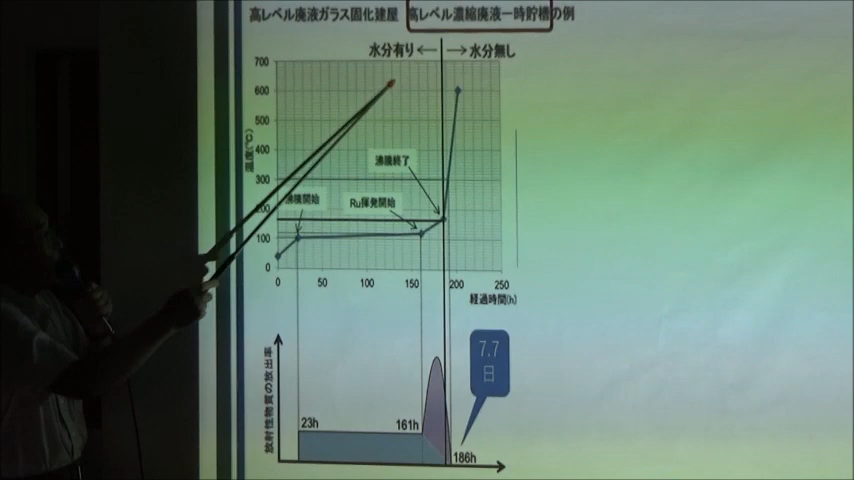 高レベル廃液ガラス固化建屋 高レベル濃縮廃液一時貯槽の例
水分有り ← → 水分無し
700
600
500
400
300
200
100
0
温度(℃)
沸騰終了
沸騰開始
Ru揮発開始
0 50 100 150 200 250
経過時間(h)
放射性物質の放出率
7.7
日
23h
161h
186h